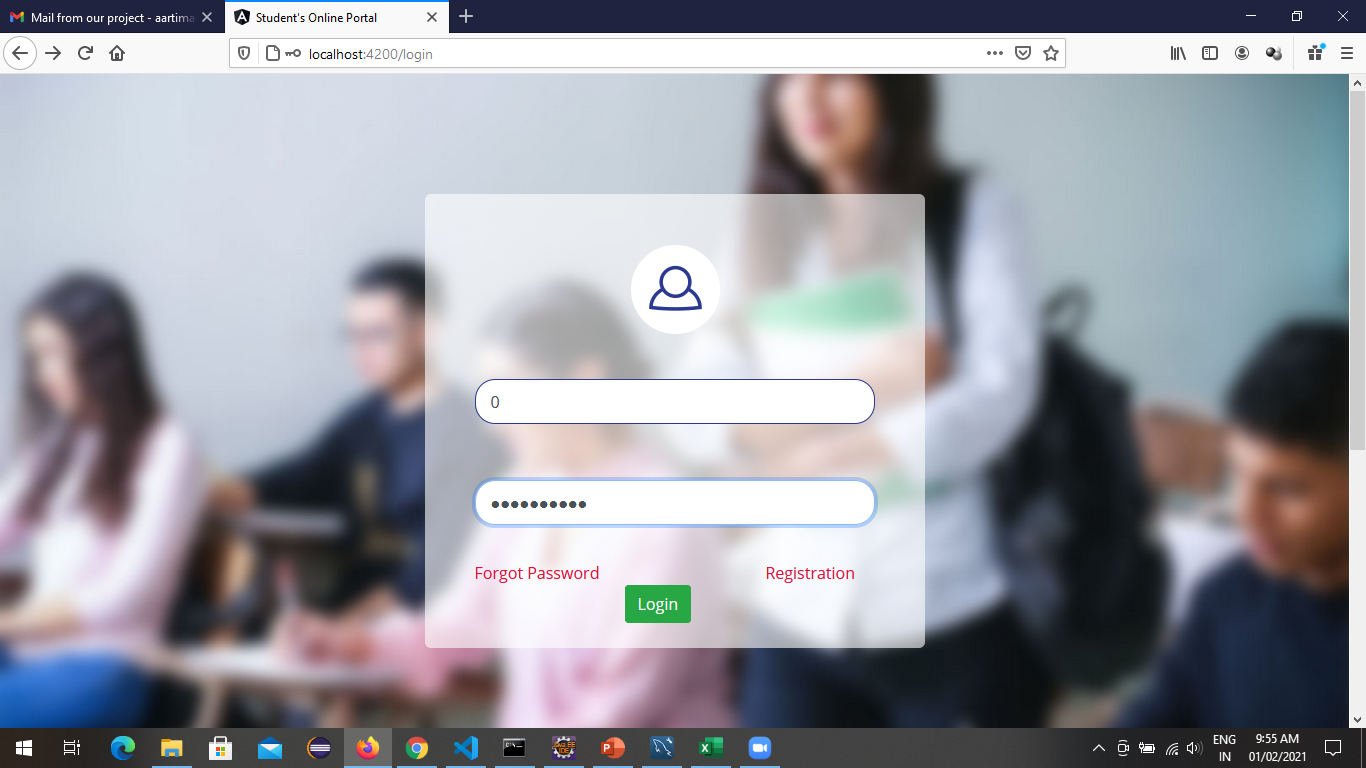 Mail from our project - aartima
Student's Online Portal
localhost:4200/login
0
Forgot Password
Registration
Login
ENG
IN
9:55 AM
01/02/2021